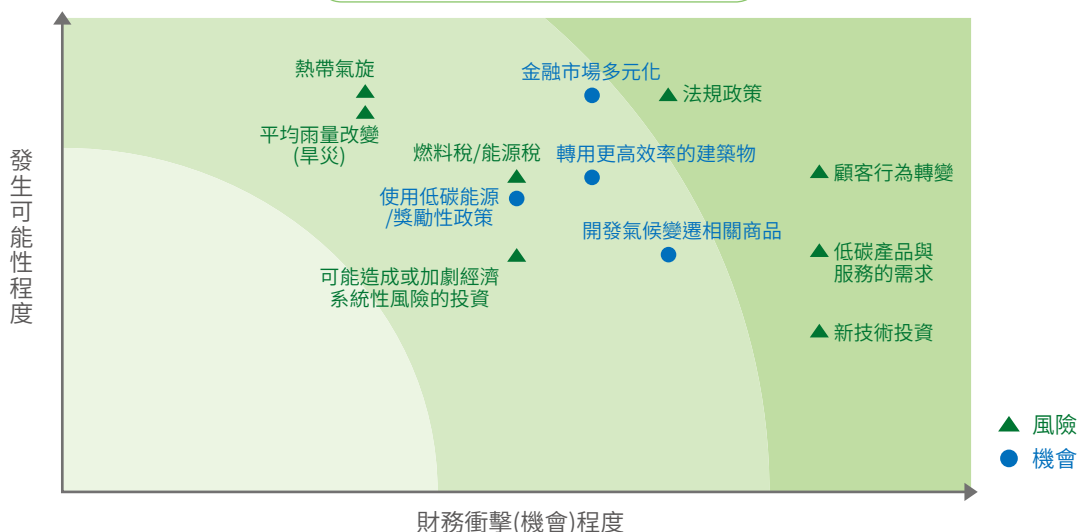 發生可能性程度
熱帶氣旋
平均雨量改變
(旱災)
金融市場多元化
法規政策
燃料稅/能源稅
轉用更高效率的建築物
使用低碳能源
/獎勵性政策
顧客行為轉變
開發氣候變遷相關商品
低碳產品與
服務的需求
可能造成或加劇經濟
系統性風險的投資
新技術投資
風險
機會
財務衝擊(機會)程度